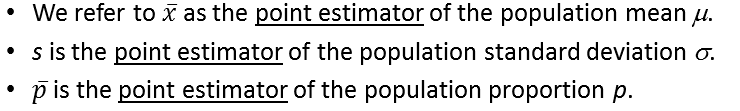 • We refer to x̄ as the point estimator of the population mean μ.
• s is the point estimator of the population standard deviation σ.
• p̄ is the point estimator of the population proportion p.